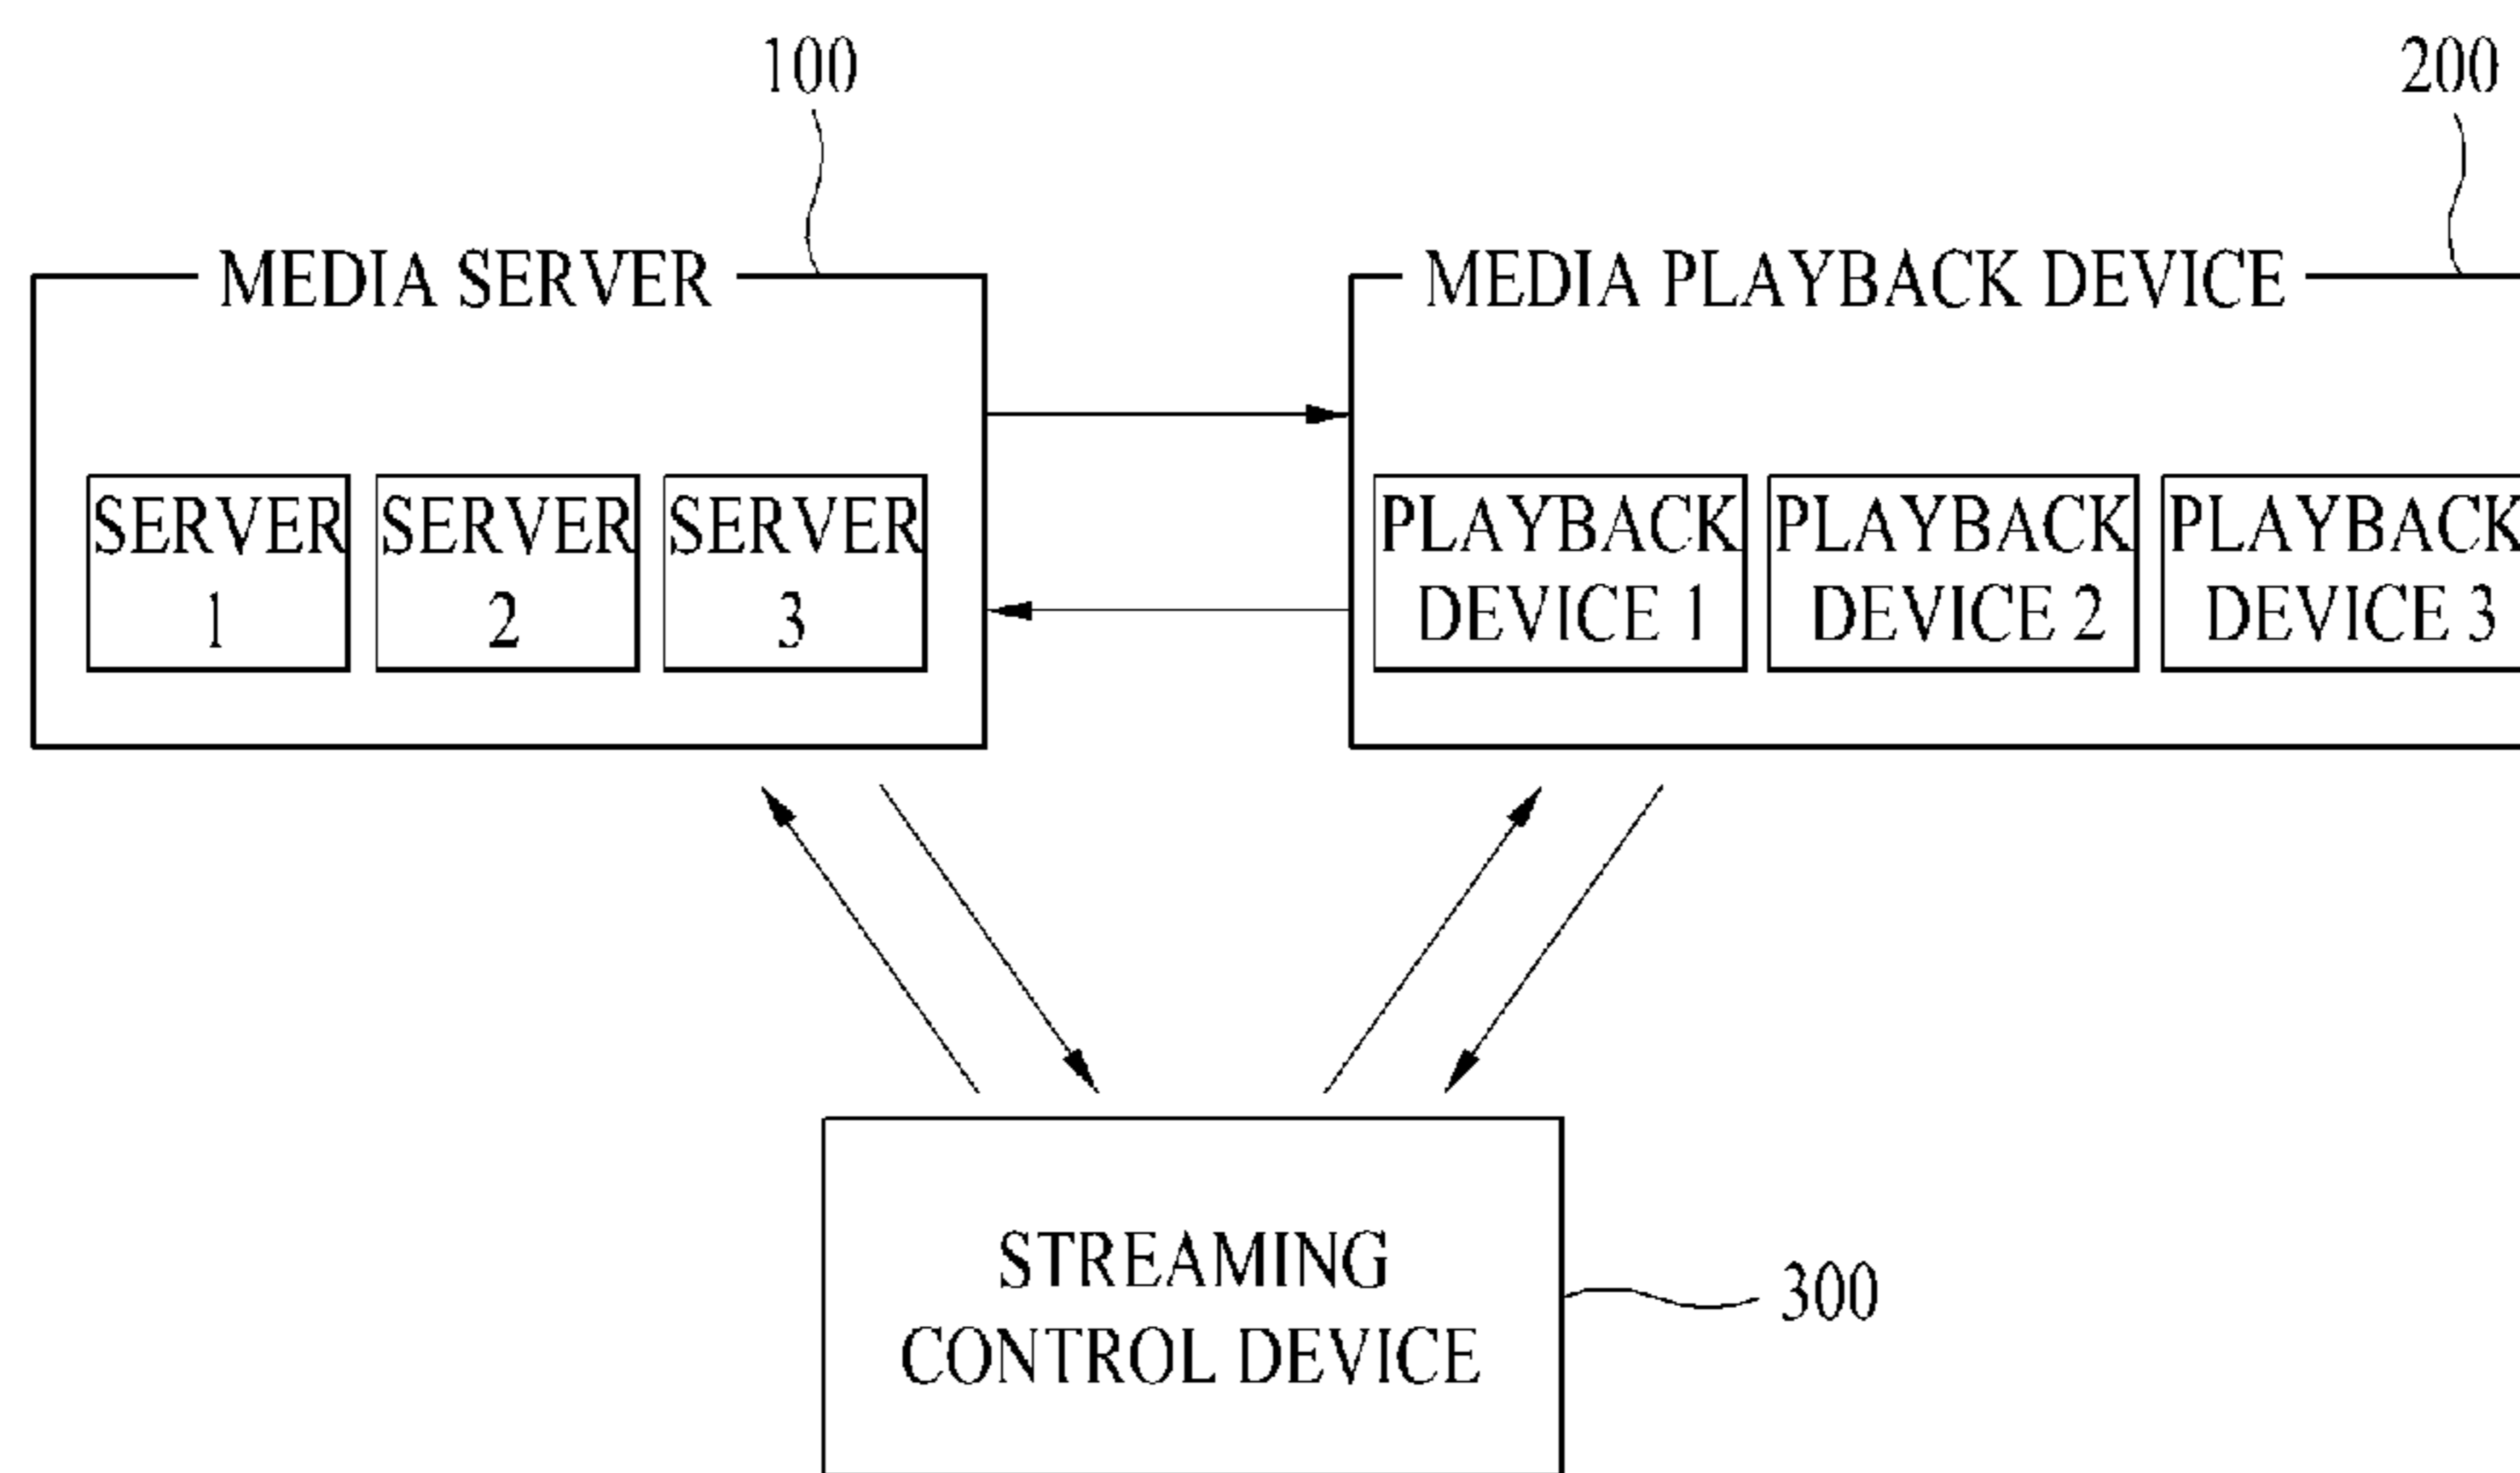 100
200
MEDIA SERVER
MEDIA PLAYBACK DEVICE
SERVER
1
SERVER
2
SERVER
3
PLAYBACK
DEVICE 1
PLAYBACK
DEVICE 2
PLAYBACK
DEVICE 3
STREAMING
CONTROL DEVICE
300